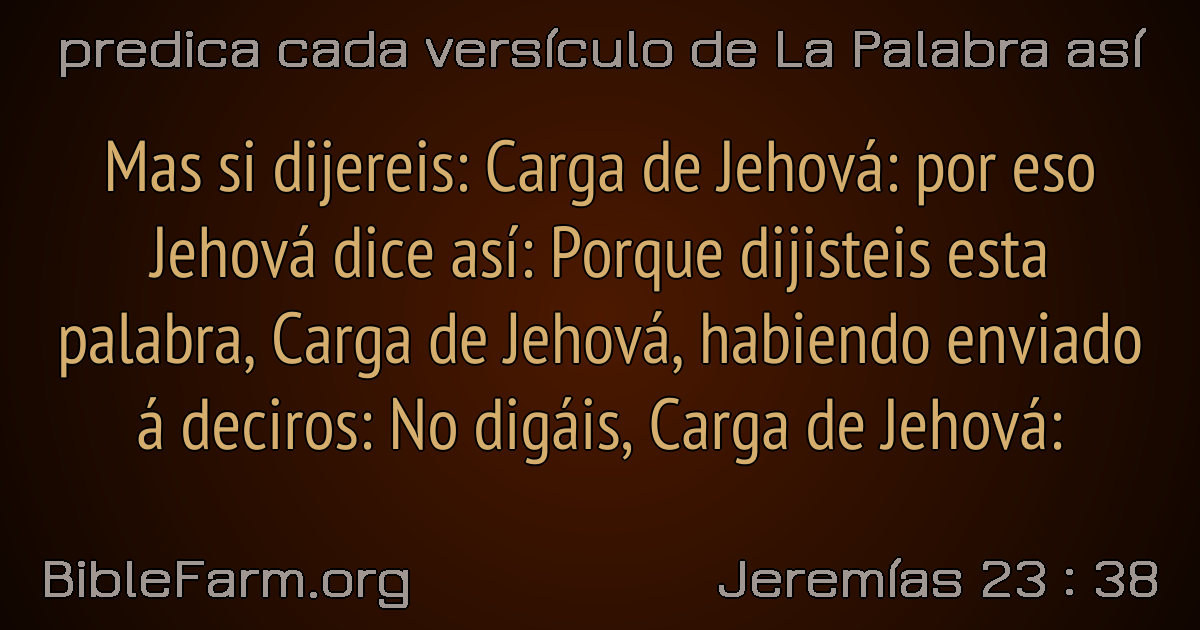 predica cada versículo de La Palabra así
Mas si dijereis: Carga de Jehová: por eso
Jehová dice así: Porque dijisteis esta
palabra, Carga de Jehová, habiendo enviado
á deciros: No digáis, Carga de Jehová:
BibleFarm.org
Jeremías 23 : 38